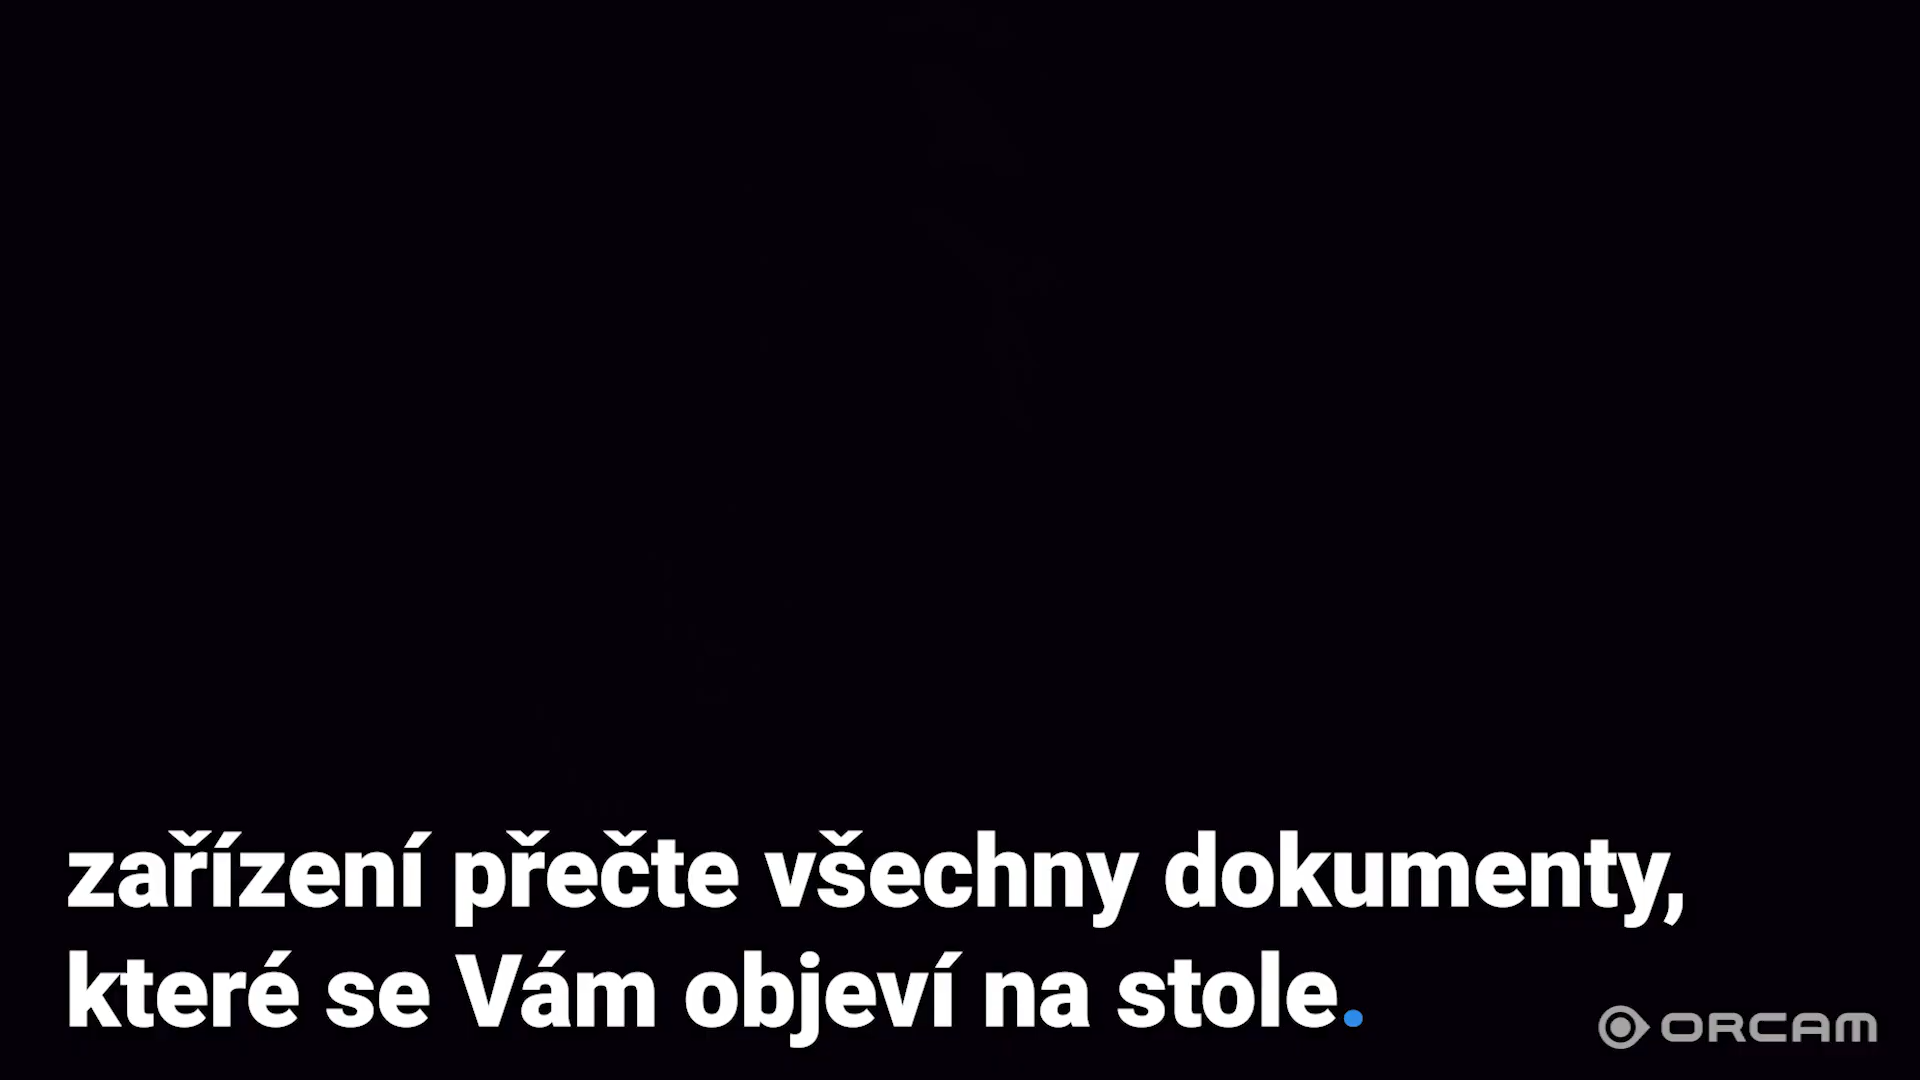 zařízení přečte všechny dokumenty,
které se Vám objeví na stole.
ORCAM